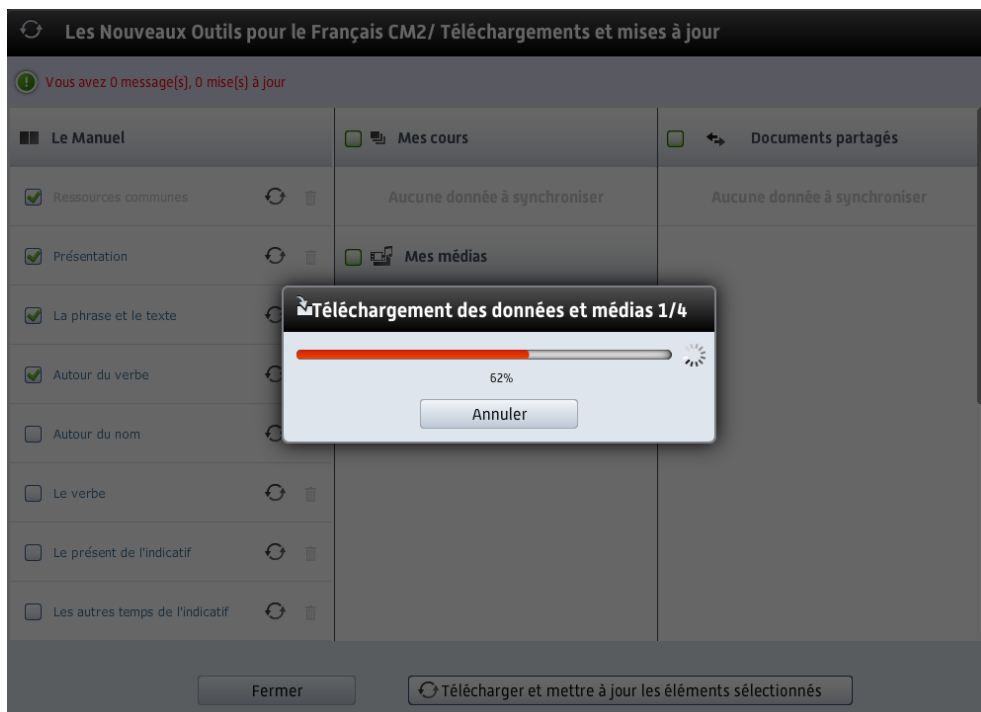 Les Nouveaux Outils pour le Français CM2/ Téléchargements et mises à jour
Vous avez 0 message(s), 0 mise(s) à jour
Le Manuel
Mes cours
Documents partagés
Ressources communes
Aucune donnée à synchroniser
Aucune donnée à synchroniser
Présentation
Mes médias
La phrase et le texte
Téléchargement des données et médias 1/4
62%
Annuler
Autour du verbe
Autour du nom
Le verbe
Le présent de l'indicatif
Les autres temps de l'indicatif
Fermer
Télécharger et mettre à jour les éléments sélectionnés